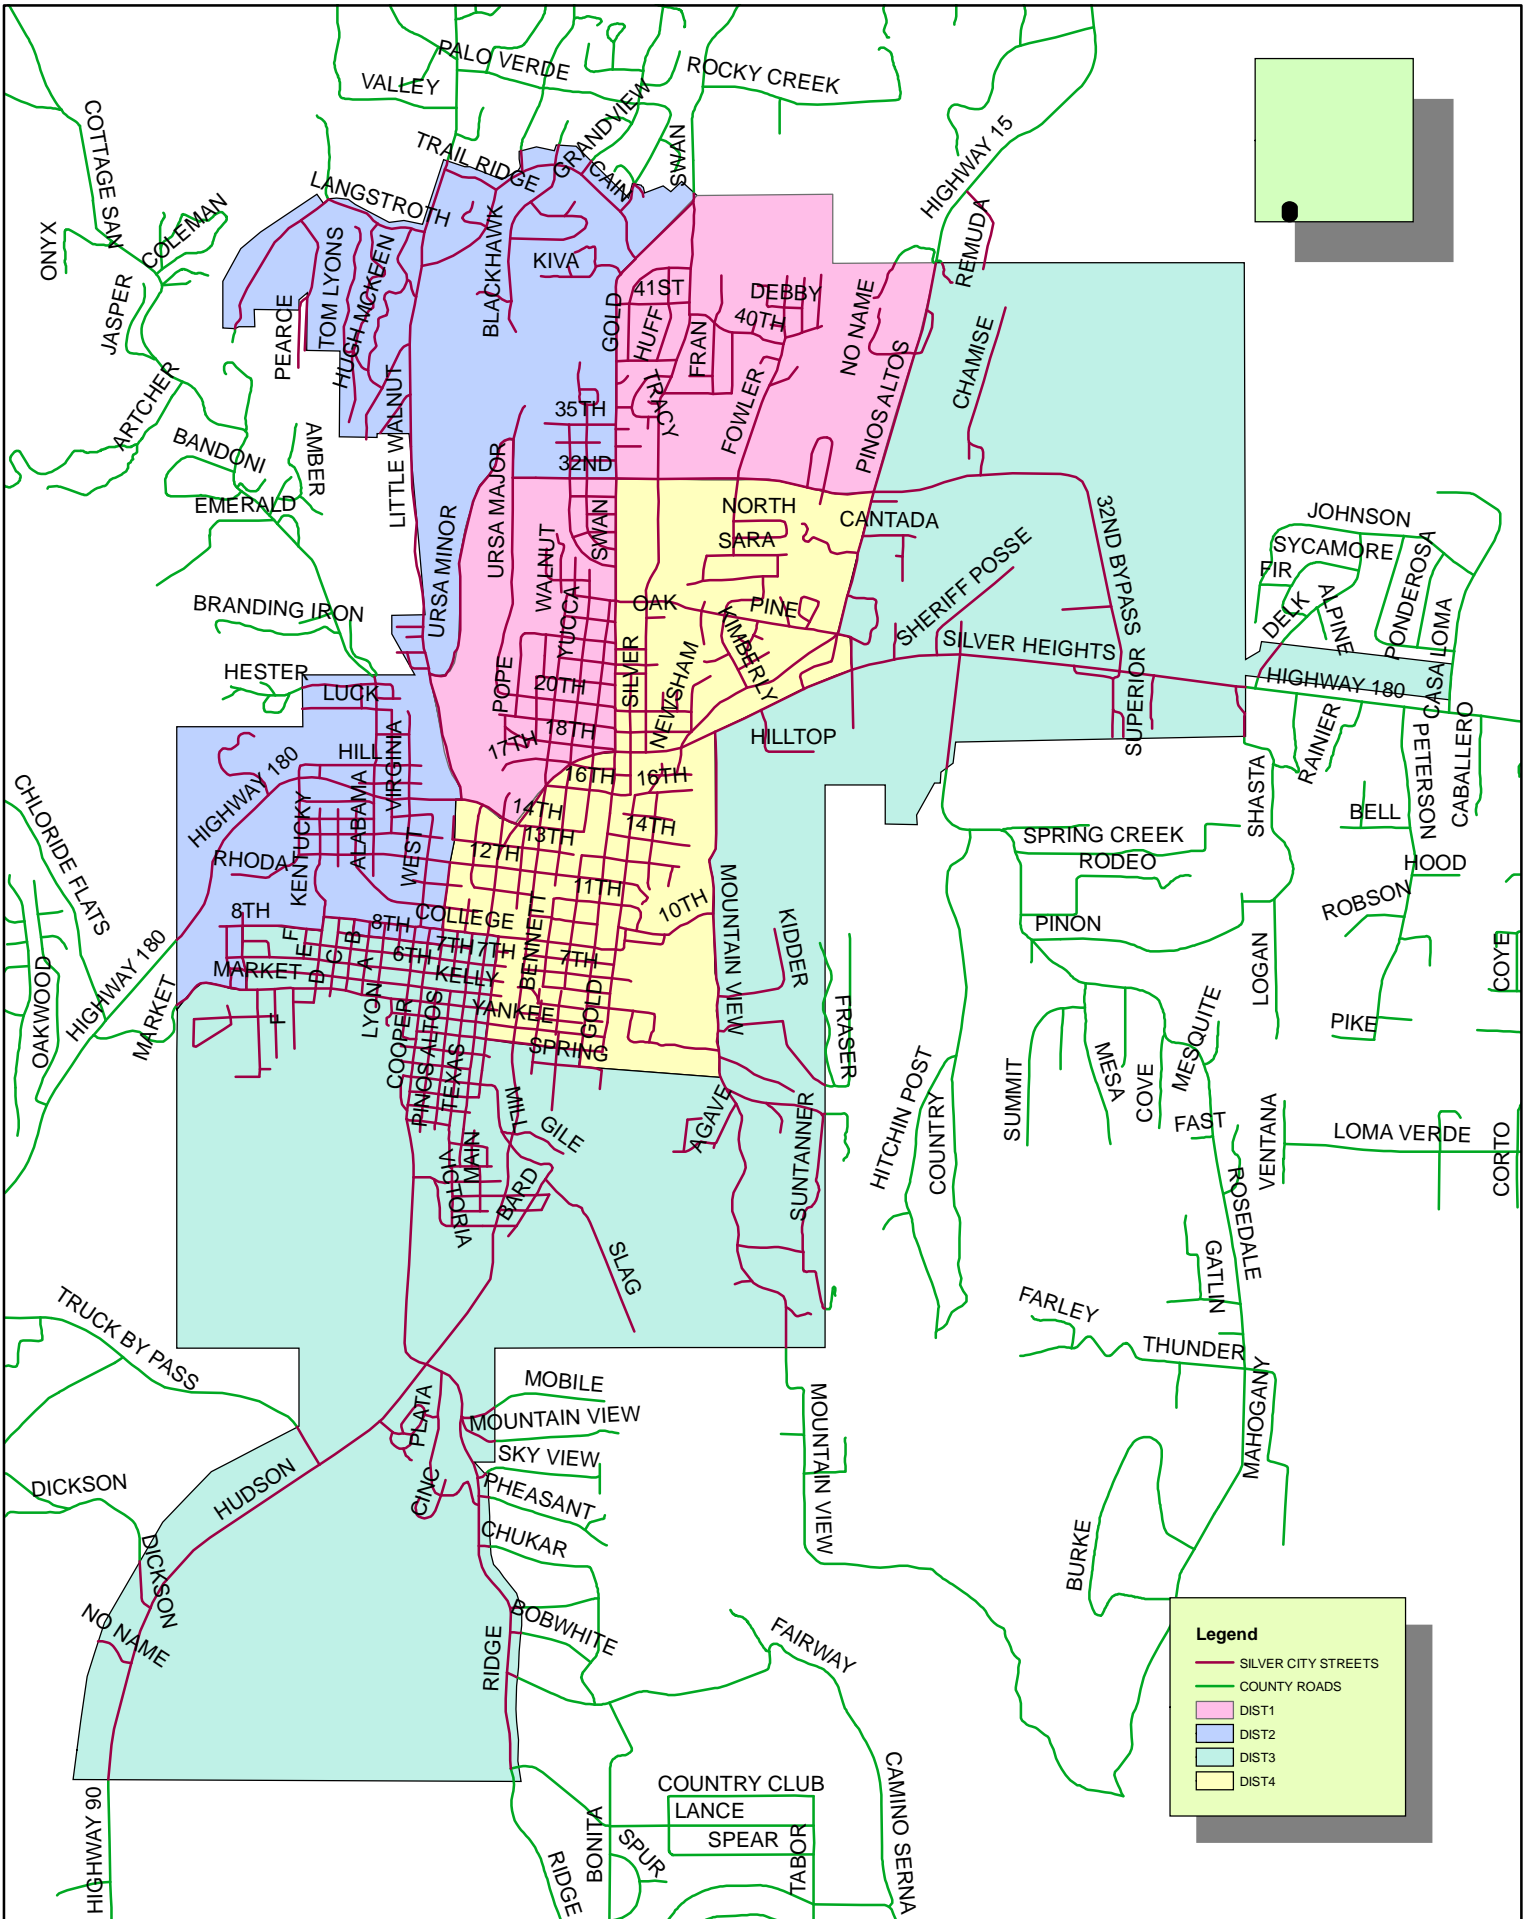 PALO VERDE
VALLEY
ROCKY CREEK
GRANDVIEW
COTTAGE SAN
TRAIL RIDGE
CAIN
SWAN
HIGHWAY 15
LANGSTROTH
COLEMAN
ONYX
BLACKHAWK
REMUDA
TOM LYONS
HUGH MCKEEN
KIVA
JASPER
PEARCE
41ST
DEBBY
GOLD
HUFF
40TH
NO NAME
FRAN
CHAMISE
PINOS ALTOS
TRACY
FOWLER
ARTCHER
LITTLE WALNUT
35TH
BANDONI
AMBER
32ND
URSA MAJOR
EMERALD
NORTH
CANTADA
32ND BYPASS
JOHNSON
URSA MINOR
SWAN
WALNUT
SARA
SYCAMORE
PONDEROSA
FIR
SHERIFF POSSE
BRANDING IRON
YUCCA
OAK
PINE
KIMBERLY
DELK
ALPINE
CASA LOMA
SILVER HEIGHTS
HESTER
LUCK
POPE
20TH
SILVER
NEWSHAM
SUPERIOR
HIGHWAY 180
VIRGINIA
17TH
18TH
HILLTOP
RAINIER
PETERSON
CABALLERO
HILL
HIGHWAY 180
16TH
16TH
CHLORIDE FLATS
KENTUCKY
ALABAMA
14TH
14TH
SHASTA
BELL
13TH
SPRING CREEK
RHODA
WEST
12TH
RODEO
HOOD
11TH
MOUNTAIN VIEW
10TH
ROBSON
8TH
8TH
COLLEGE
BENNETT
KIDDER
PINON
F
E
D
C
B
A
6TH
7TH
7TH
7TH
MARKET
KELLY
LOGAN
COYE
OAKWOOD
HIGHWAY 180
MARKET
F
LYON
COOPER
PINOS ALTOS
TEXAS
YANKEE
GOLD
FRASER
MESQUITE
PIKE
SPRING
HITCHIN POST
SUMMIT
MESA
COVE
MILL
GILE
AGAVE
SUNTANNER
COUNTRY
FAST
VENTANA
LOMA VERDE
CORTO
MAIN
VICTORIA
BARD
ROSEDALE
SLAG
GATLIN
TRUCK BY PASS
FARLEY
THUNDER
PLATA
MOBILE
MOUNTAIN VIEW
MOUNTAIN VIEW
MAHOGANY
SKY VIEW
DICKSON
HUDSON
CINC
PHEASANT
CHUKAR
BURKE
DICKSON
NO NAME
BOBWHITE
RIDGE
FAIRWAY
Legend
SILVER CITY STREETS
COUNTY ROADS
DIST1
DIST2
DIST3
DIST4
HIGHWAY 90
COUNTRY CLUB
LANCE
SPEAR
BONITA
SPUR
TABOR
CAMINO SERNA
RIDGE